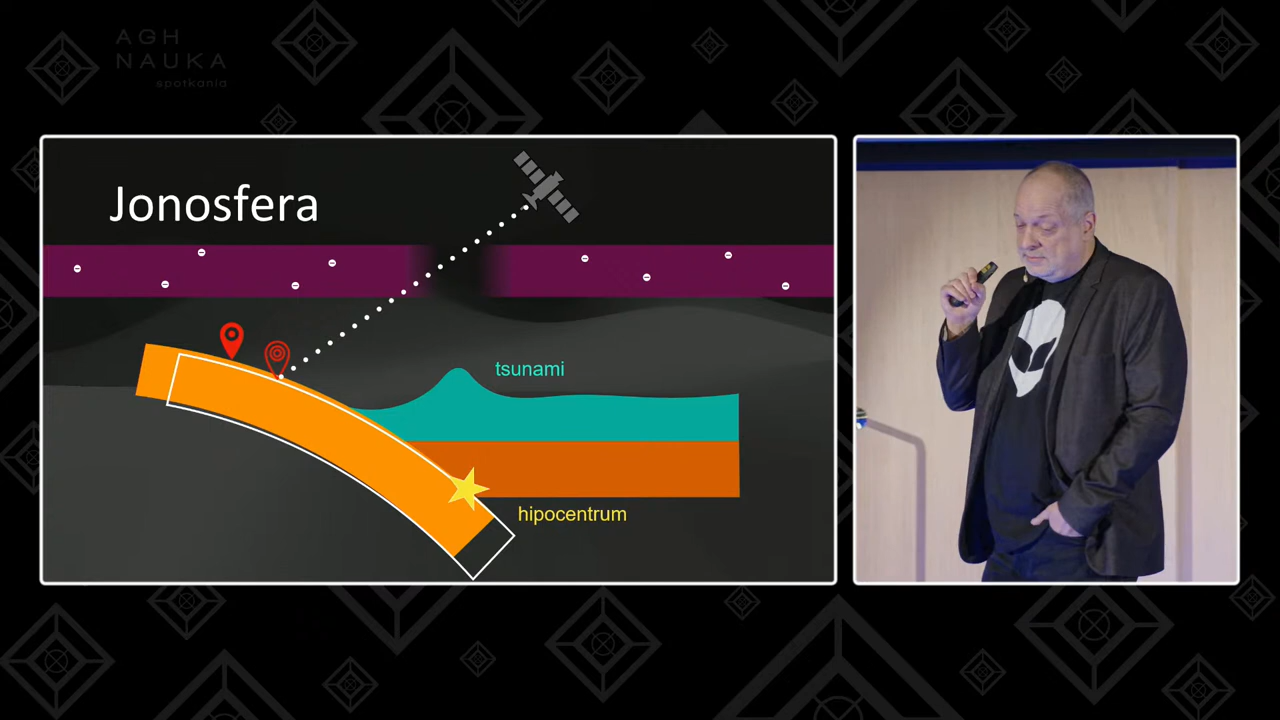 AGH
NAUKA
spotkania
Jonosfera
tsunami
hipocentrum